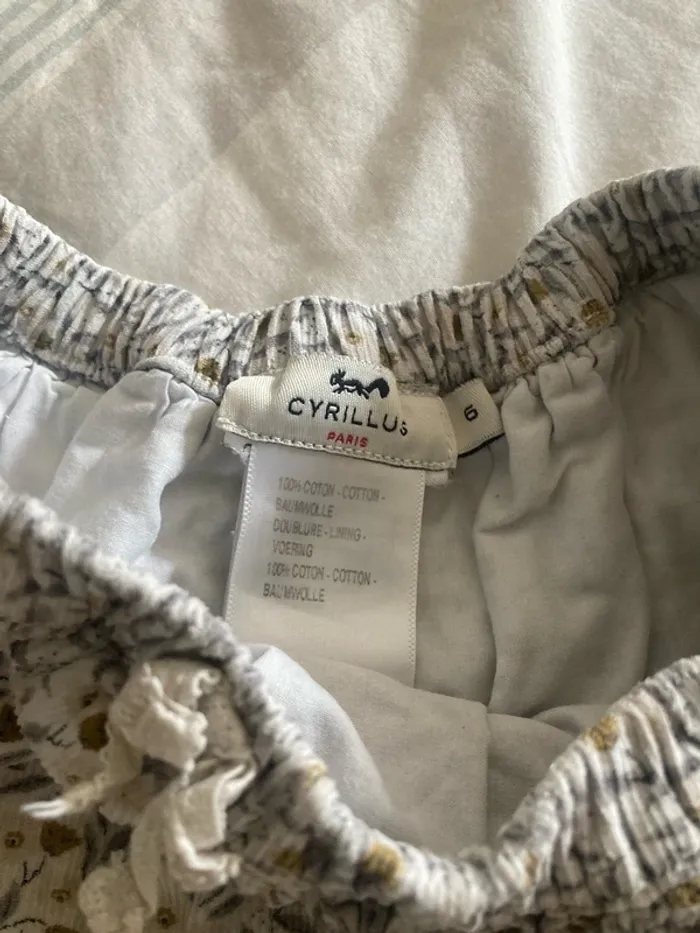 CYRILLUS
PARIS
6
100% COTON - COTTON -
BAUMWOLLE
DOUBLURE - LINING -
VOERING
100% COTON - COTTON -
BAUMWOLLE